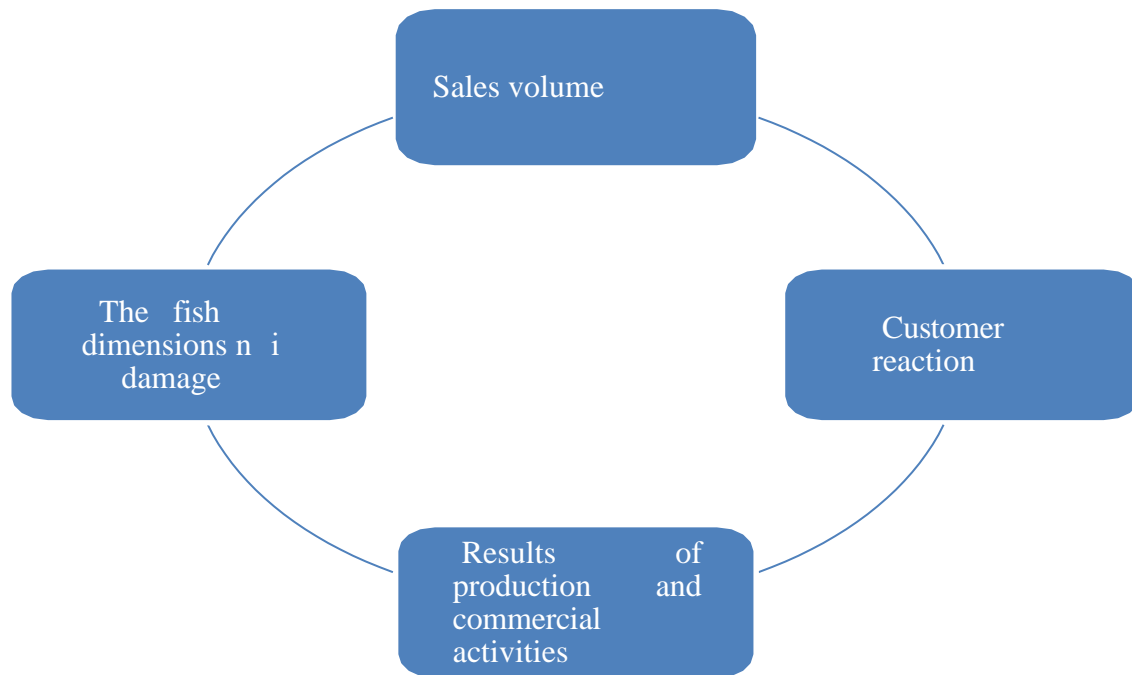 Sales volume
The fish
dimensions n i
damage
Customer
reaction
Results of
production and
commercial
activities